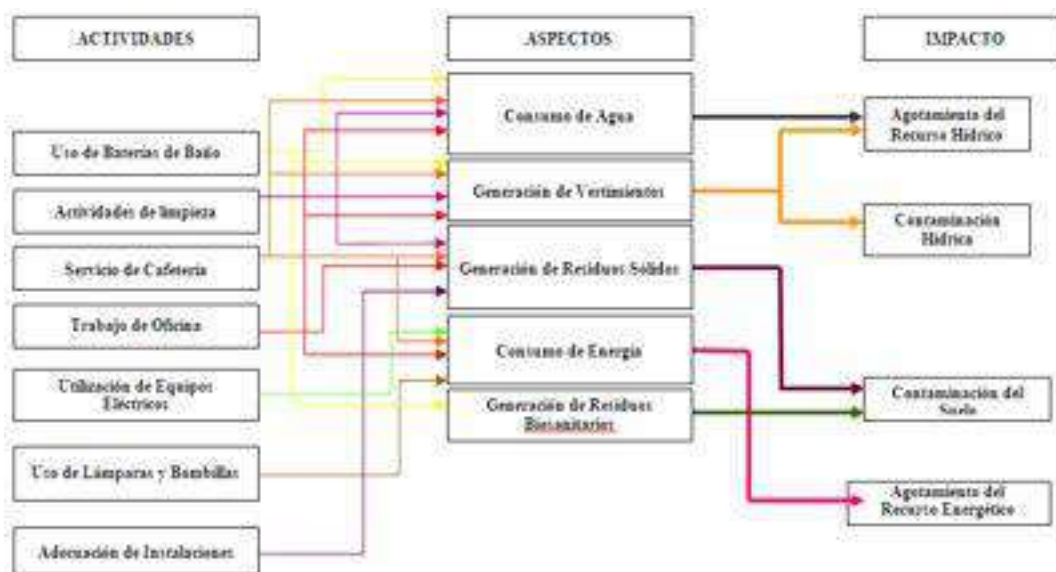 ACTIVIDADES
ASPECTOS
IMPACTO
Uso de Baterías de Baño
Actividades de limpieza
Servicio de Cafetería
Trabajo de Oficina
Utilización de Equipos
Eléctricos
Uso de Lámparas y Bombillas
Adecuación de Instalaciones
Consumo de Agua
Generación de Vertimientos
Generación de Residuos Sólidos
Consumo de Energía
Generación de Residuos
Biosanitarios
Agotamiento del
Recurso Hídrico
Contaminación
Hídrica
Contaminación del
Suelo
Agotamiento del
Recurso Energético